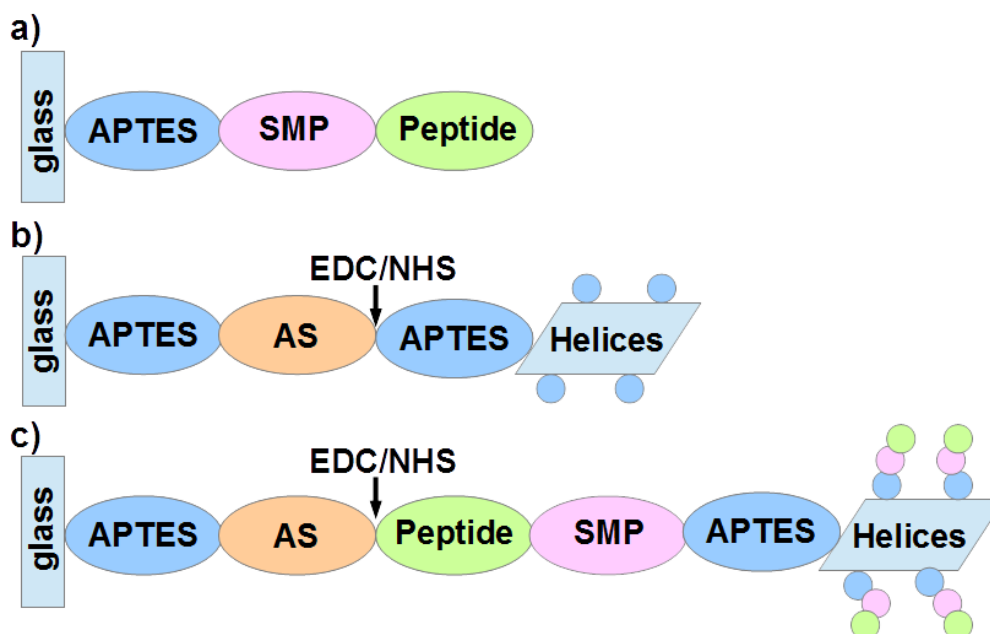 a)
glass
APTES
SMP
Peptide
b)
EDC/NHS
glass
APTES
AS
APTES
Helices
c)
EDC/NHS
glass
APTES
AS
Peptide
SMP
APTES
Helices